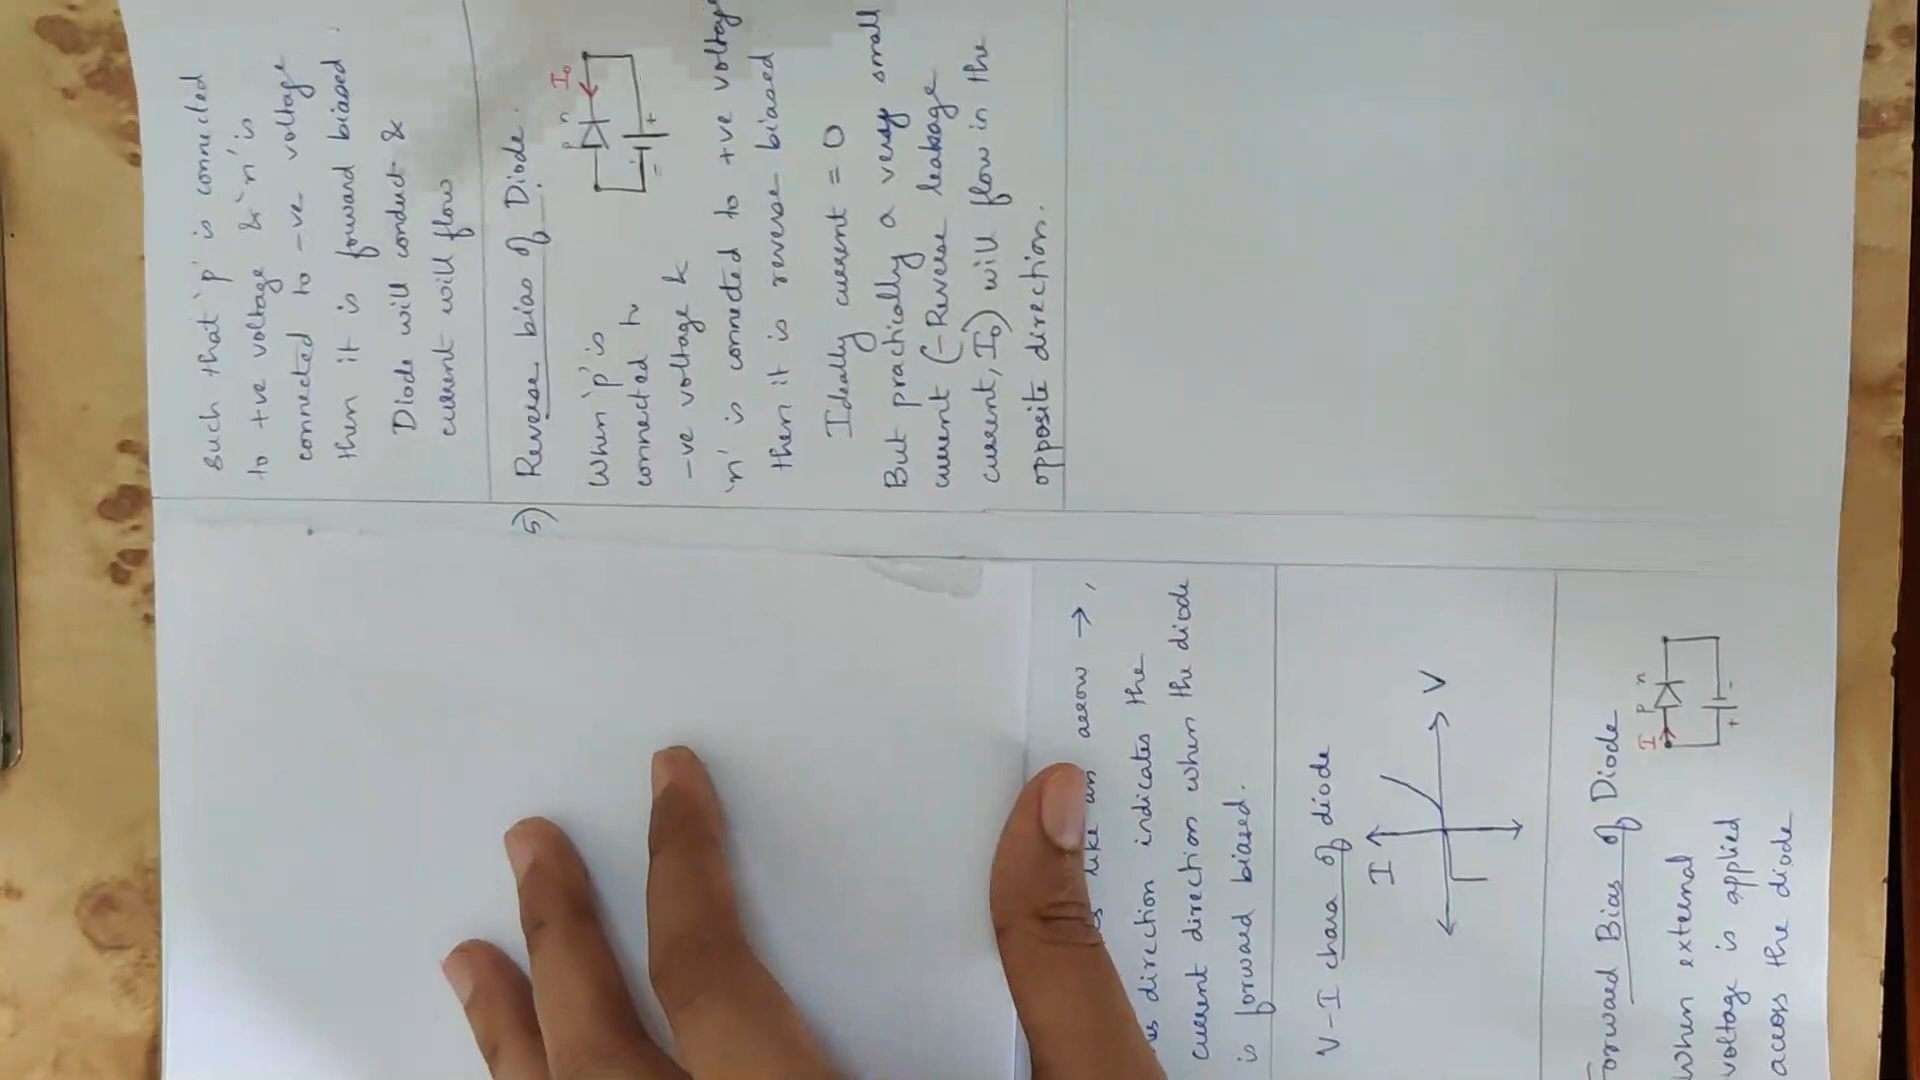 arrow →,
direction indicates the
current direction when the diode
is forward biased.
V-I chara of diode
I
V
Forward Bias of Diode
I p n
+ -
When external
voltage is applied
across the diode
such that 'p' is connected
to +ve voltage & 'n' is
connected to -ve voltage
then it is forward biased.
Diode will conduct &
current will flow
5) Reverse bias of Diode.
p n I₀
- +
When 'p' is
connected to
-ve voltage &
'n' is connected to +ve voltage
then it is reverse biased
Ideally current = 0
But practically a very small
current (-Reverse leakage
current, I₀) will flow in the
opposite direction.